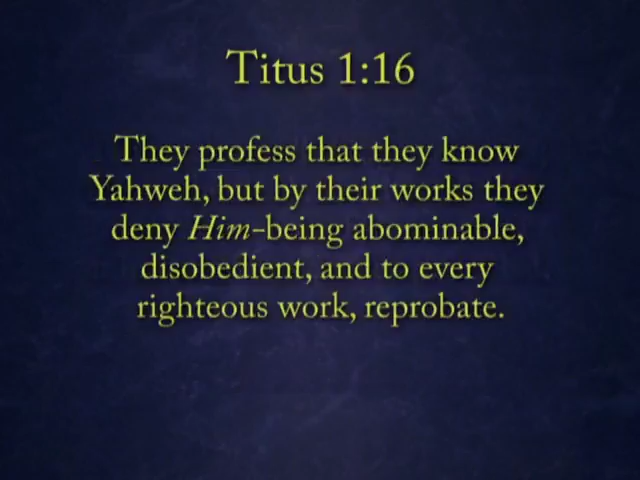 Titus 1:16
They profess that they know
Yahweh, but by their works they
deny Him-being abominable,
disobedient, and to every
righteous work, reprobate.